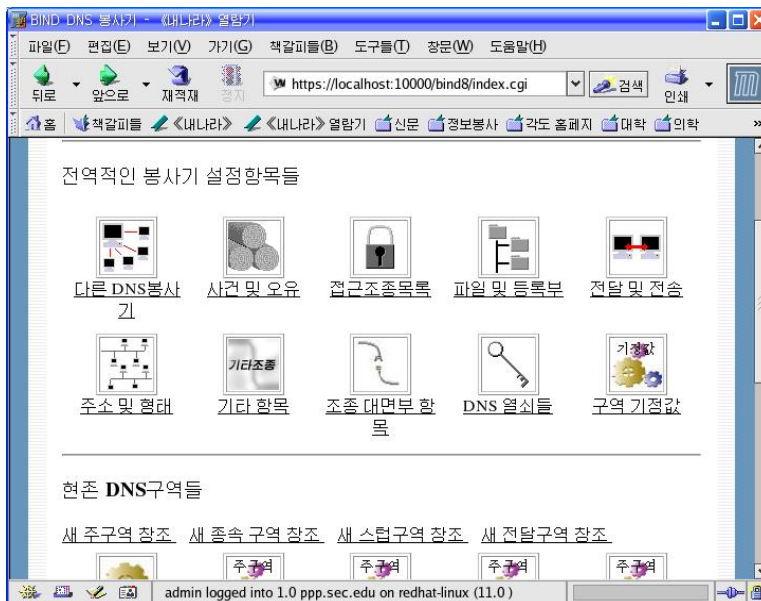 BIND DNS 봉사기 - 《내나라》 열람기
파일(F) 편집(E) 보기(V) 가기(G) 책갈피들(B) 도구들(T) 창문(W) 도움말(H)
뒤로 앞으로 재적재 정지 https://localhost:10000/bind8/index.cgi 검색 인쇄
홈 책갈피들 《내나라》 《내나라》 열람기 신문 정보봉사 각도 홈페지 대학 의학 »
전역적인 봉사기 설정항목들
다른 DNS봉사기
사건 및 오유
접근조종목록
파일 및 등록부
전달 및 전송
기타조종
기정값
주소 및 형태
기타 항목
조종 대면부 항목
DNS 열쇠들
구역 기정값
현존 DNS구역들
새 주구역 창조 새 종속 구역 창조 새 스텁구역 창조 새 전달구역 창조
주구역 주구역 주구역 주구역
admin logged into 1.0 ppp.sec.edu on redhat-linux (11.0 )